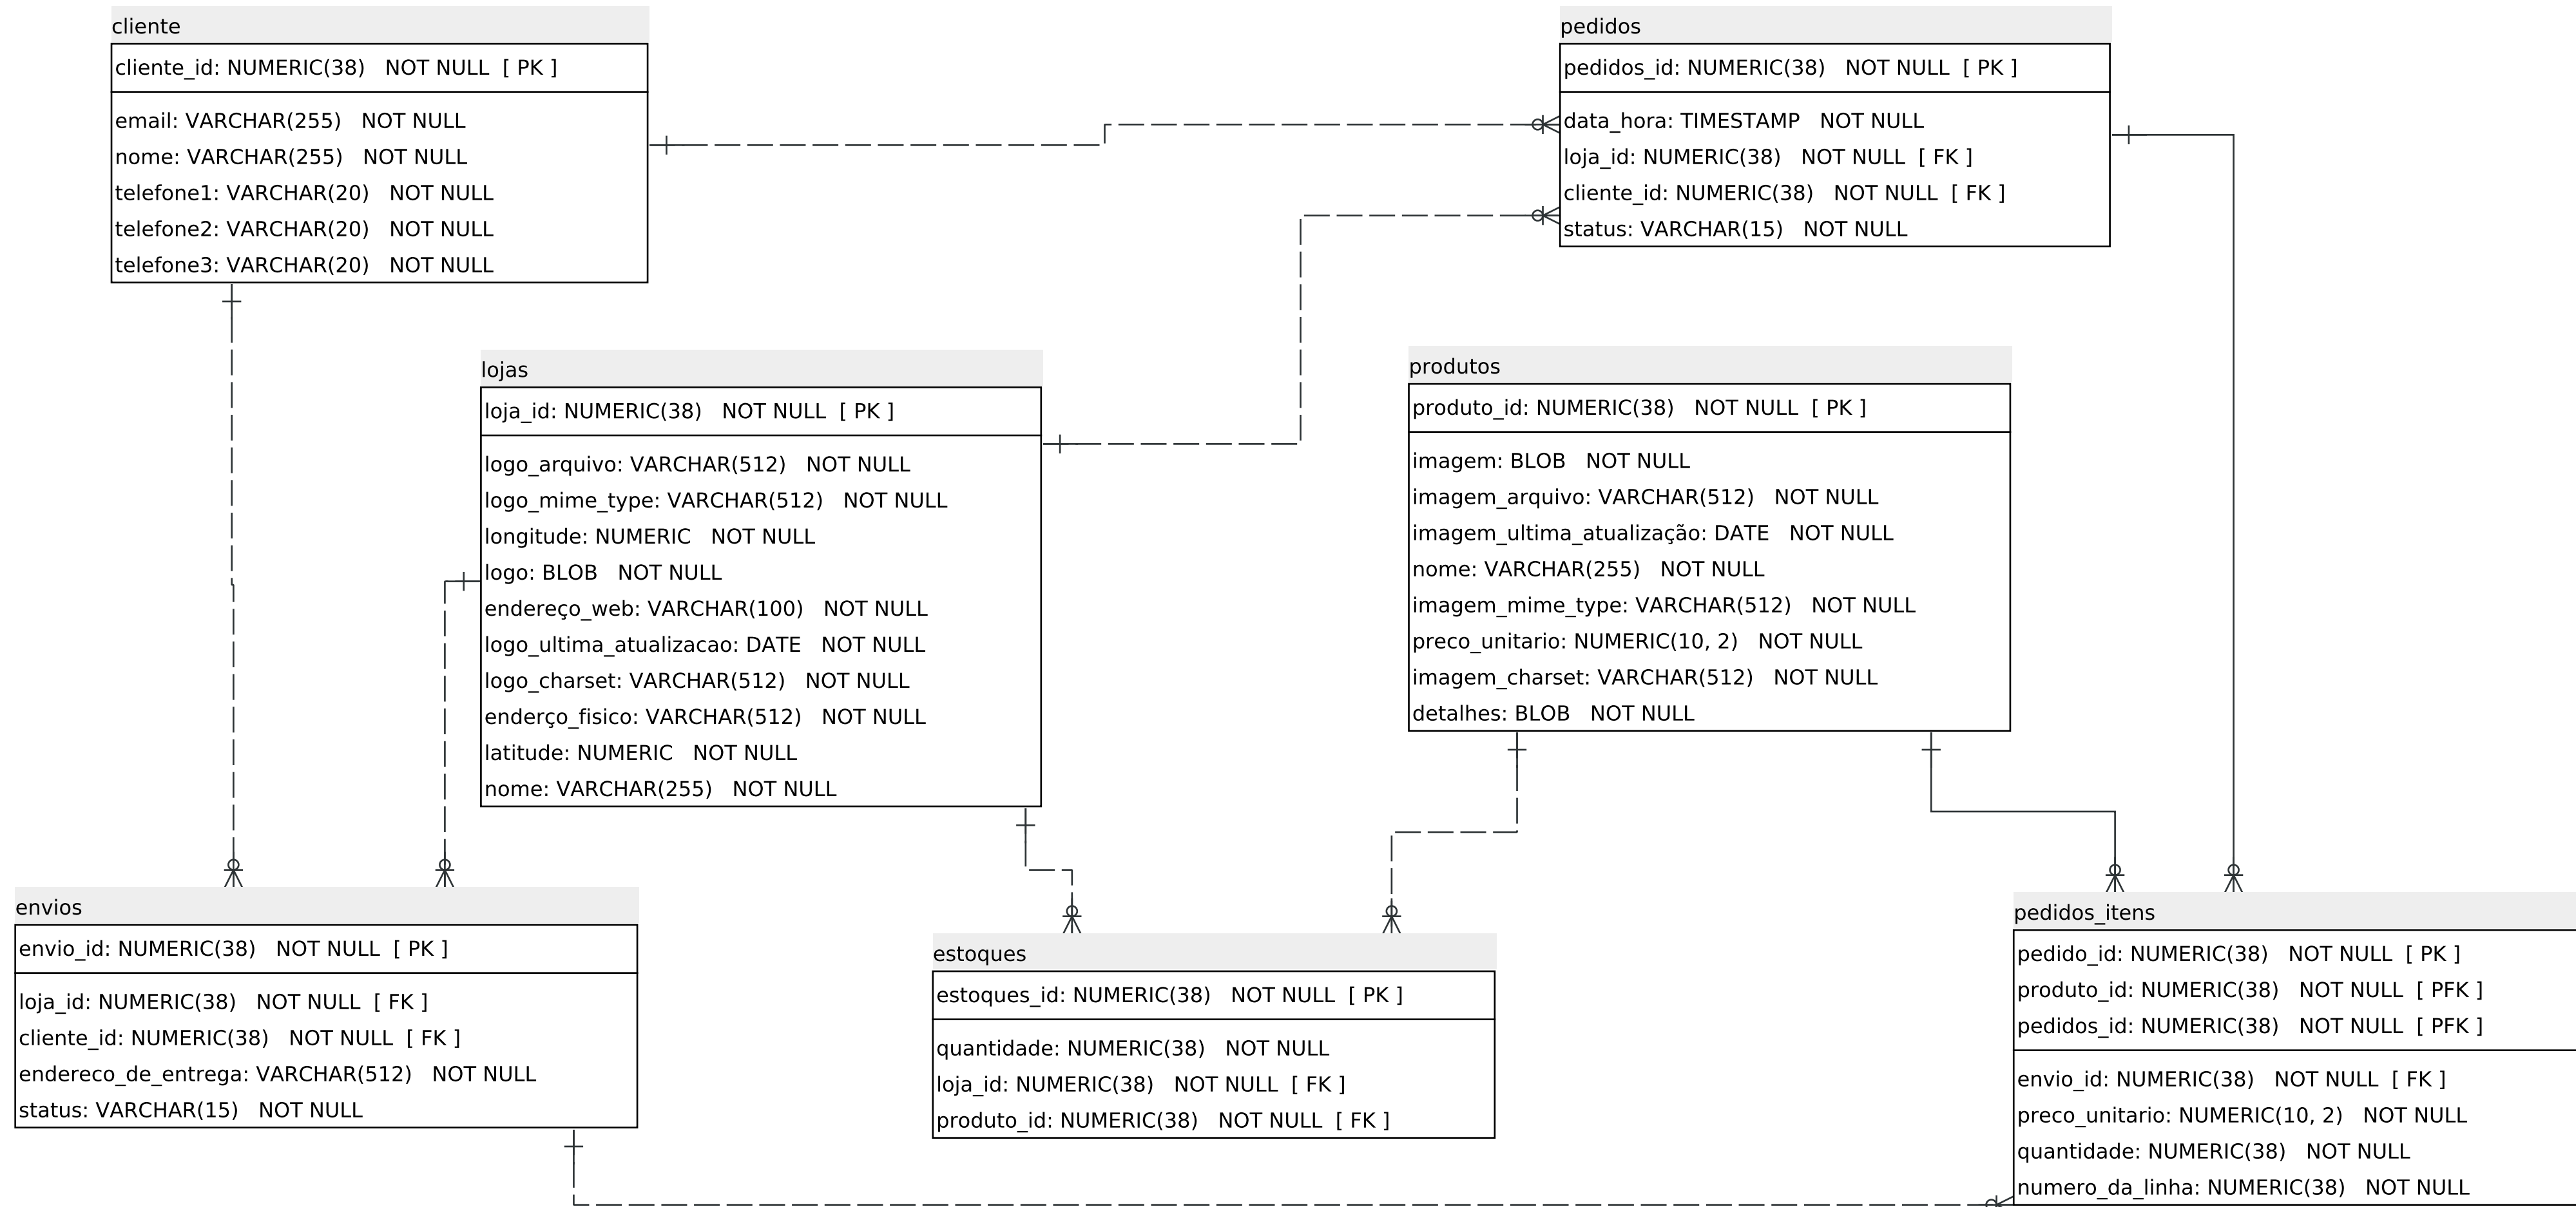 cliente
cliente_id: NUMERIC(38) NOT NULL [ PK ]
email: VARCHAR(255) NOT NULL
nome: VARCHAR(255) NOT NULL
telefone1: VARCHAR(20) NOT NULL
telefone2: VARCHAR(20) NOT NULL
telefone3: VARCHAR(20) NOT NULL
pedidos
pedidos_id: NUMERIC(38) NOT NULL [ PK ]
data_hora: TIMESTAMP NOT NULL
loja_id: NUMERIC(38) NOT NULL [ FK ]
cliente_id: NUMERIC(38) NOT NULL [ FK ]
status: VARCHAR(15) NOT NULL
lojas
loja_id: NUMERIC(38) NOT NULL [ PK ]
logo_arquivo: VARCHAR(512) NOT NULL
logo_mime_type: VARCHAR(512) NOT NULL
longitude: NUMERIC NOT NULL
logo: BLOB NOT NULL
endereço_web: VARCHAR(100) NOT NULL
logo_ultima_atualizacao: DATE NOT NULL
logo_charset: VARCHAR(512) NOT NULL
enderço_fisico: VARCHAR(512) NOT NULL
latitude: NUMERIC NOT NULL
nome: VARCHAR(255) NOT NULL
produtos
produto_id: NUMERIC(38) NOT NULL [ PK ]
imagem: BLOB NOT NULL
imagem_arquivo: VARCHAR(512) NOT NULL
imagem_ultima_atualização: DATE NOT NULL
nome: VARCHAR(255) NOT NULL
imagem_mime_type: VARCHAR(512) NOT NULL
preco_unitario: NUMERIC(10, 2) NOT NULL
imagem_charset: VARCHAR(512) NOT NULL
detalhes: BLOB NOT NULL
envios
envio_id: NUMERIC(38) NOT NULL [ PK ]
loja_id: NUMERIC(38) NOT NULL [ FK ]
cliente_id: NUMERIC(38) NOT NULL [ FK ]
endereco_de_entrega: VARCHAR(512) NOT NULL
status: VARCHAR(15) NOT NULL
estoques
estoques_id: NUMERIC(38) NOT NULL [ PK ]
quantidade: NUMERIC(38) NOT NULL
loja_id: NUMERIC(38) NOT NULL [ FK ]
produto_id: NUMERIC(38) NOT NULL [ FK ]
pedidos_itens
pedido_id: NUMERIC(38) NOT NULL [ PK ]
produto_id: NUMERIC(38) NOT NULL [ PFK ]
pedidos_id: NUMERIC(38) NOT NULL [ PFK ]
envio_id: NUMERIC(38) NOT NULL [ FK ]
preco_unitario: NUMERIC(10, 2) NOT NULL
quantidade: NUMERIC(38) NOT NULL
numero_da_linha: NUMERIC(38) NOT NULL